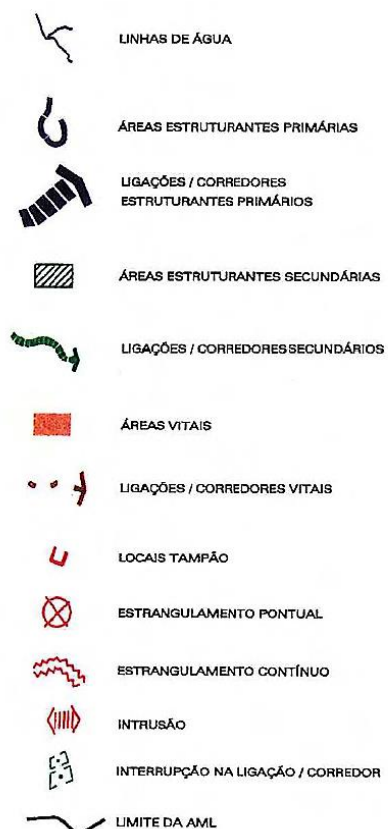 LINHAS DE ÁGUA
ÁREAS ESTRUTURANTES PRIMÁRIAS
LIGAÇÕES / CORREDORES
ESTRUTURANTES PRIMÁRIOS
ÁREAS ESTRUTURANTES SECUNDÁRIAS
LIGAÇÕES / CORREDORES SECUNDÁRIOS
ÁREAS VITAIS
LIGAÇÕES / CORREDORES VITAIS
LOCAIS TAMPÃO
ESTRANGULAMENTO PONTUAL
ESTRANGULAMENTO CONTÍNUO
INTRUSÃO
INTERRUPÇÃO NA LIGAÇÃO / CORREDOR
LIMITE DA AML